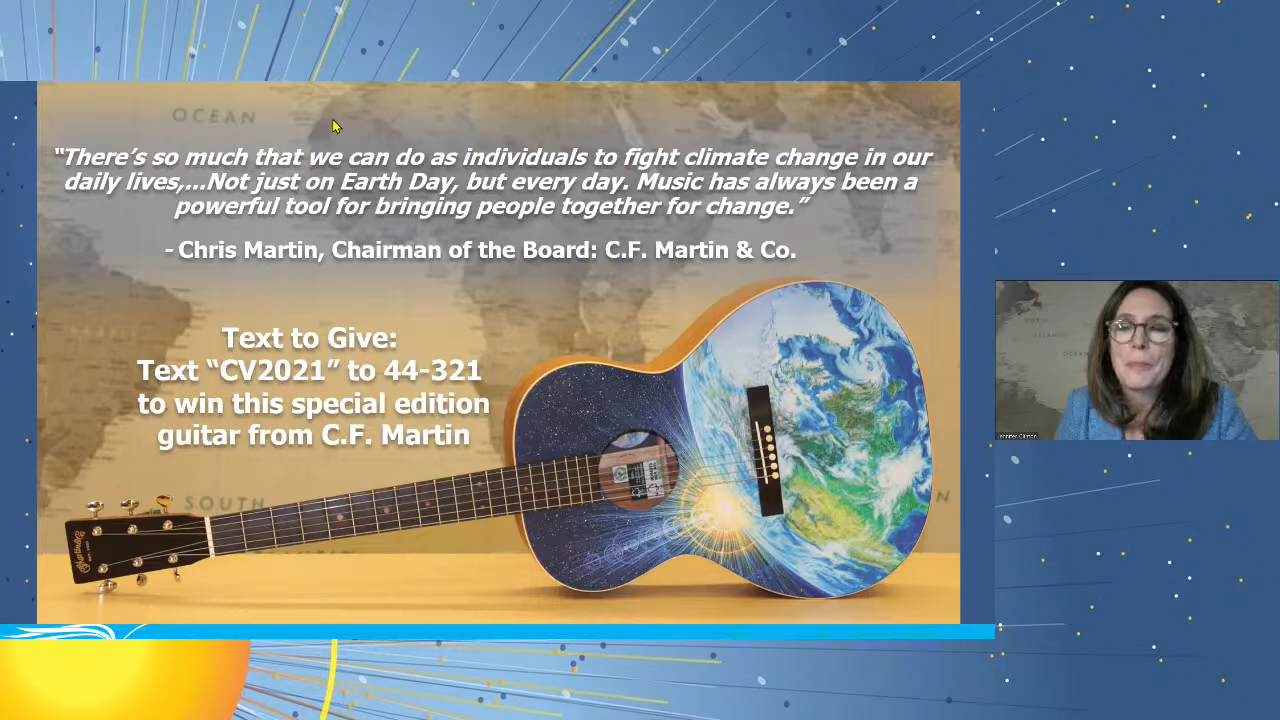 OCEAN
“There’s so much that we can do as individuals to fight climate change in our
daily lives,...Not just on Earth Day, but every day. Music has always been a
powerful tool for bringing people together for change.”
- Chris Martin, Chairman of the Board: C.F. Martin & Co.
Text to Give:
Text “CV2021” to 44-321
to win this special edition
guitar from C.F. Martin
SOUTH
Jennifer Clinton